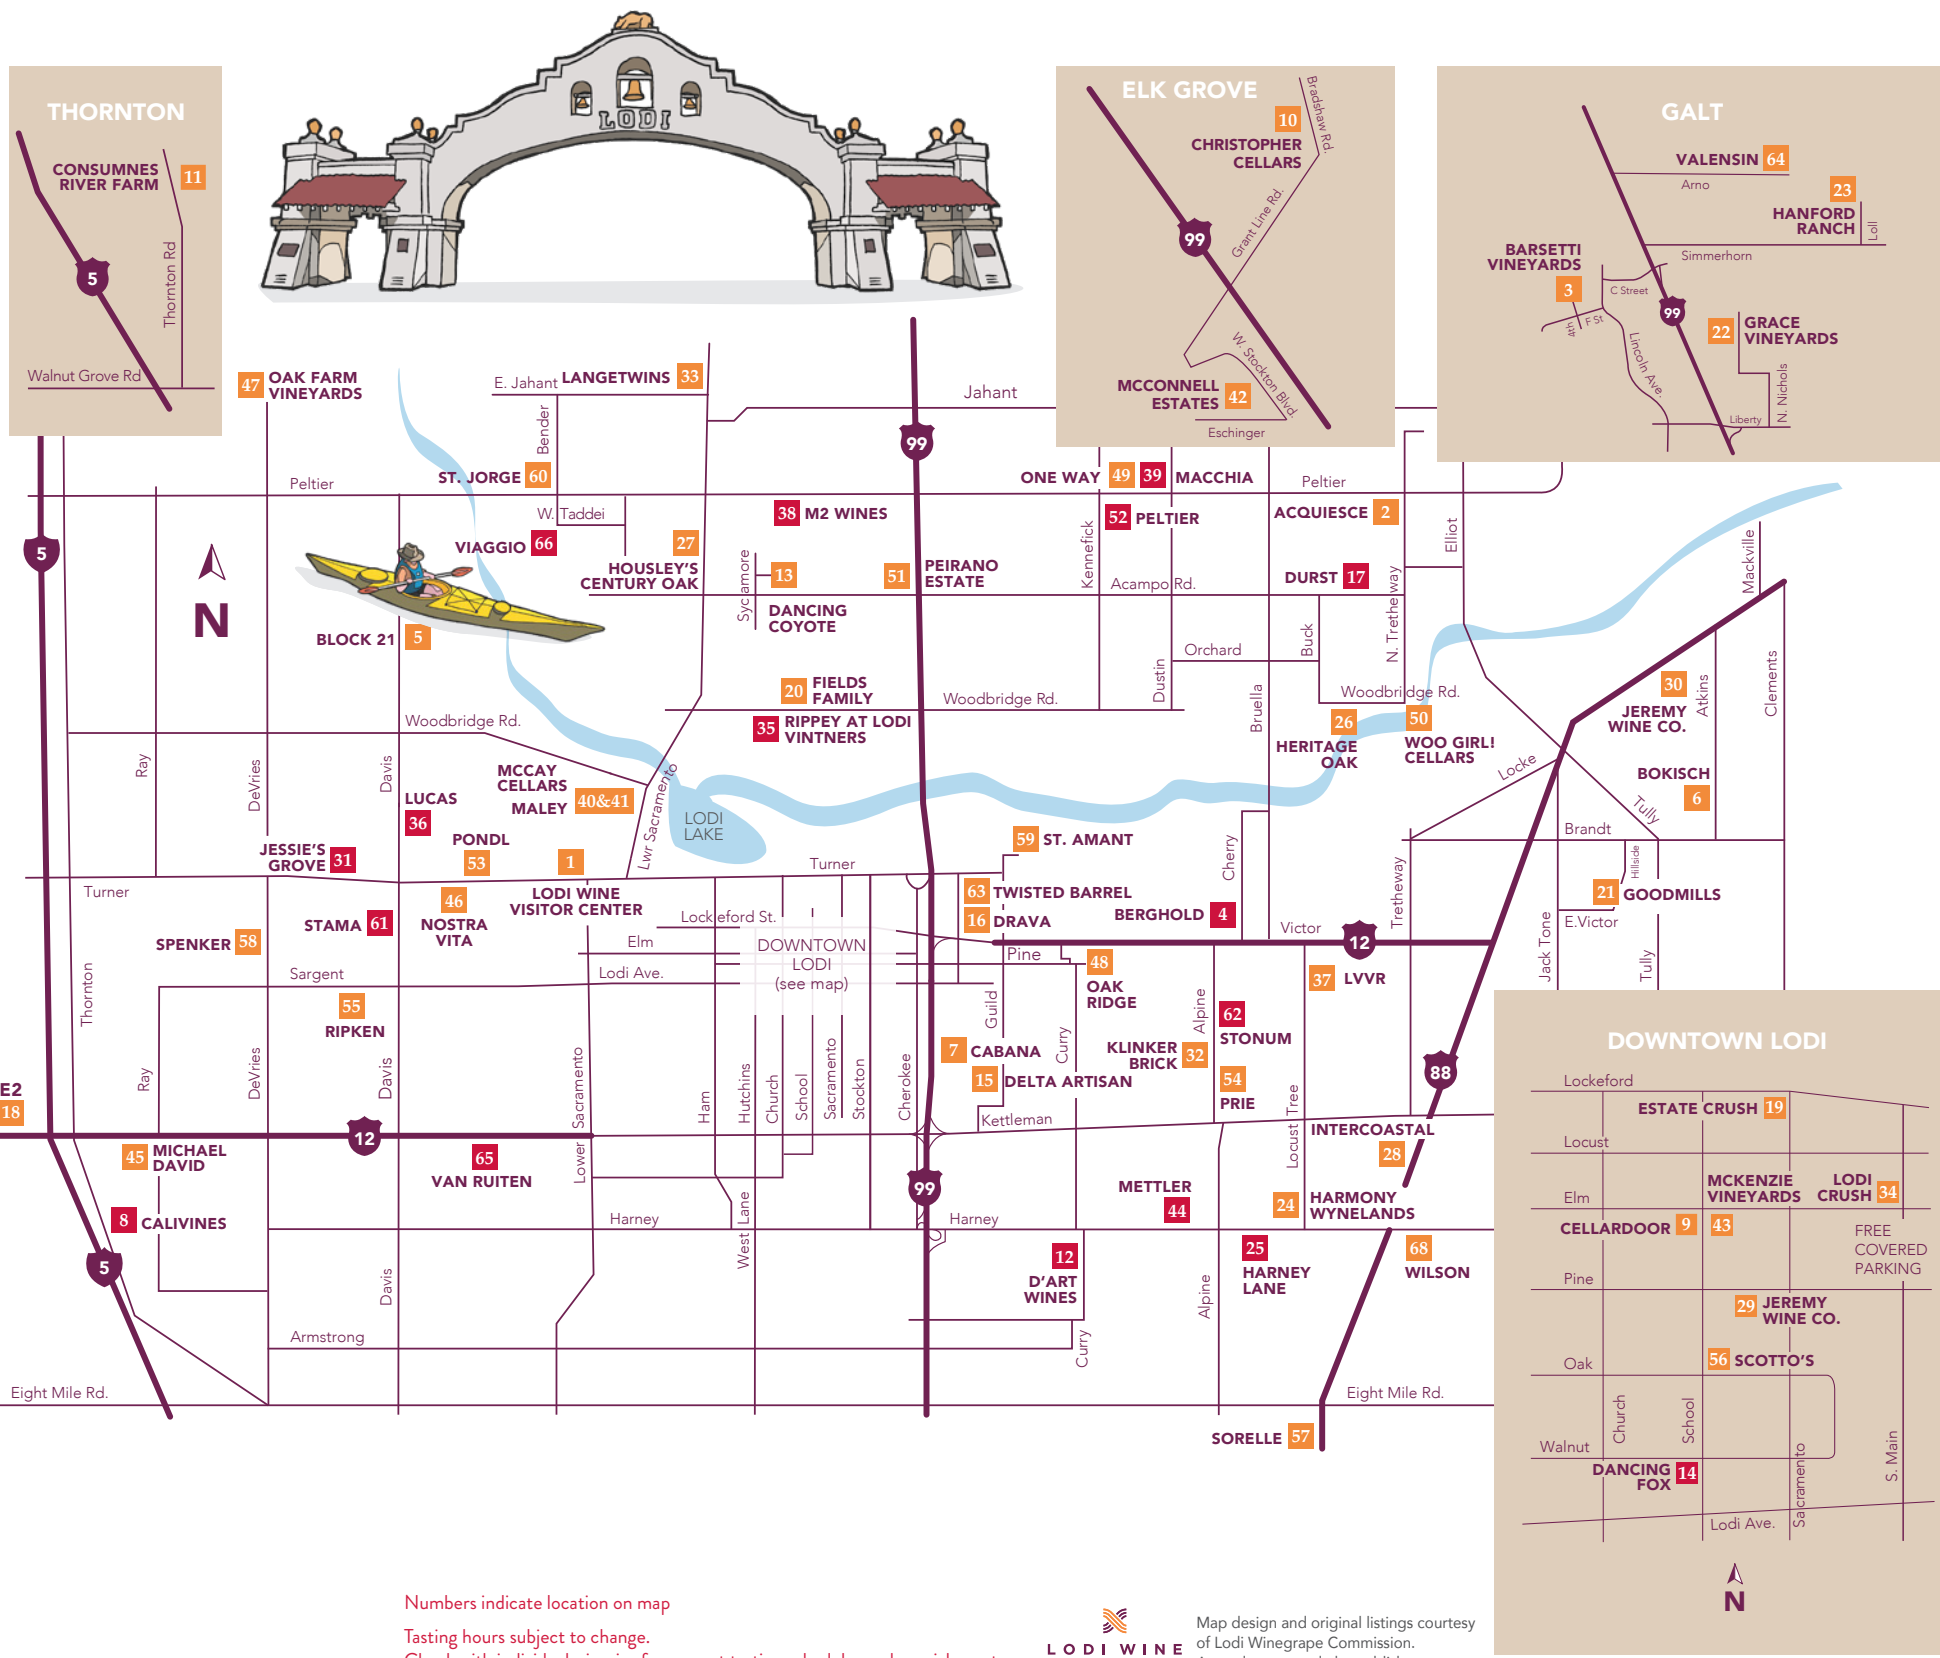 THORNTON
CONSUMNES
RIVER FARM
11
5
Thornton Rd
Walnut Grove Rd
LODI
ELK GROVE
Bradshaw Rd.
10
CHRISTOPHER
CELLARS
Grant Line Rd.
99
W. Stockton Blvd.
MCCONNELL
ESTATES
42
Eschinger
GALT
VALENSIN 64
Arno
23
HANFORD
RANCH
Loll
Simmerhorn
BARSETTI
VINEYARDS
3
C Street
4th
F St
99
Lincoln Ave.
22
GRACE
VINEYARDS
N. Nichols
Liberty
47
OAK FARM
VINEYARDS
E. Jahant
LANGETWINS 33
Bender
Jahant
99
ST. JORGE 60
Peltier
ONE WAY 49
39 MACCHIA
Peltier
W. Taddei
38 M2 WINES
52 PELTIER
ACQUIESCE 2
Elliot
Mackville
5
VIAGGIO 66
27
HOUSLEY'S
CENTURY OAK
Sycamore
13
DANCING
COYOTE
51
PEIRANO
ESTATE
Kennefick
Acampo Rd.
DURST 17
N. Tretheway
N
BLOCK 21 5
Orchard
Buck
Dustin
Bruella
20
FIELDS
FAMILY
Woodbridge Rd.
Woodbridge Rd.
30
JEREMY
WINE CO.
Atkins
Clements
Woodbridge Rd.
35
RIPPEY AT LODI
VINTNERS
26
HERITAGE
OAK
50
WOO GIRL!
CELLARS
Ray
DeVries
Davis
MCCAY
CELLARS
MALEY
40&41
Lwr Sacramento
LODI
LAKE
Locke
Tully
BOKISCH
6
LUCAS
36
PONDL
53
1
LODI WINE
VISITOR CENTER
JESSIE'S
GROVE
31
Turner
Turner
59 ST. AMANT
Cherry
Brandt
Hillside
46
NOSTRA
VITA
STAMA 61
SPENKER 58
Lockeford St.
Elm
DOWNTOWN
LODI
(see map)
Lodi Ave.
63 TWISTED BARREL
16 DRAVA
BERGHOLD 4
Victor
12
Tretheway
21 GOODMILLS
E.Victor
Pine
48
OAK
RIDGE
37 LVVR
Jack Tone
Tully
Sargent
55
RIPKEN
Thornton
Guild
Curry
Alpine
62
STONUM
7 CABANA
KLINKER
BRICK
32
15 DELTA ARTISAN
54
PRIE
Locust Tree
88
E2
18
Ray
DeVries
Davis
Lower Sacramento
Ham
Hutchins
Church
School
Sacramento
Stockton
Cherokee
Kettleman
INTERCOASTAL
28
12
45
MICHAEL
DAVID
65
VAN RUITEN
99
METTLER
44
24
HARMONY
WYNELANDS
8 CALIVINES
Harney
West Lane
Harney
5
Davis
12
D'ART
WINES
25
HARNEY
LANE
68
WILSON
Alpine
Armstrong
Curry
Eight Mile Rd.
Eight Mile Rd.
SORELLE 57
DOWNTOWN LODI
Lockeford
ESTATE CRUSH 19
Locust
MCKENZIE
VINEYARDS
43
LODI
CRUSH
34
Elm
CELLARDOOR 9
FREE
COVERED
PARKING
Pine
29
JEREMY
WINE CO.
Oak
56 SCOTTO'S
Church
School
Walnut
DANCING
FOX
14
Sacramento
S. Main
Lodi Ave.
N
Numbers indicate location on map
Tasting hours subject to change.
LODI WINE
Map design and original listings courtesy
of Lodi Winegrape Commission.